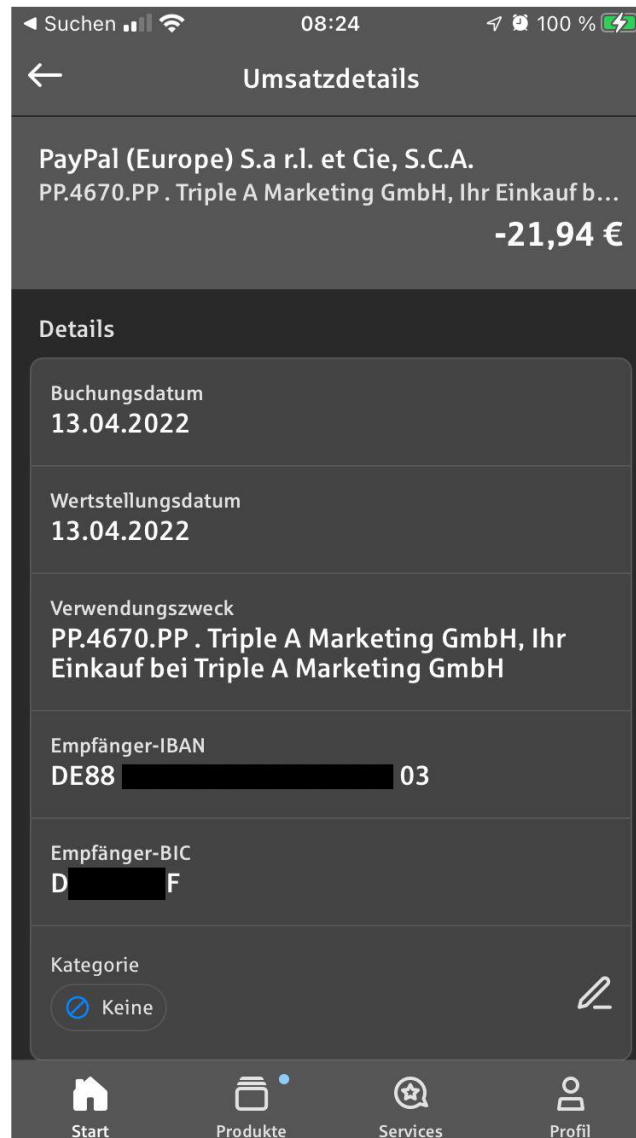 Suchen
08:24
100 %
Umsatzdetails
PayPal (Europe) S.a r.l. et Cie, S.C.A.
PP.4670.PP . Triple A Marketing GmbH, Ihr Einkauf b...
-21,94 €
Details
Buchungsdatum
13.04.2022
Wertstellungsdatum
13.04.2022
Verwendungszweck
PP.4670.PP . Triple A Marketing GmbH, Ihr
Einkauf bei Triple A Marketing GmbH
Empfänger-IBAN
DE88 03
Empfänger-BIC
D F
Kategorie
Keine
Start
Produkte
Services
Profil